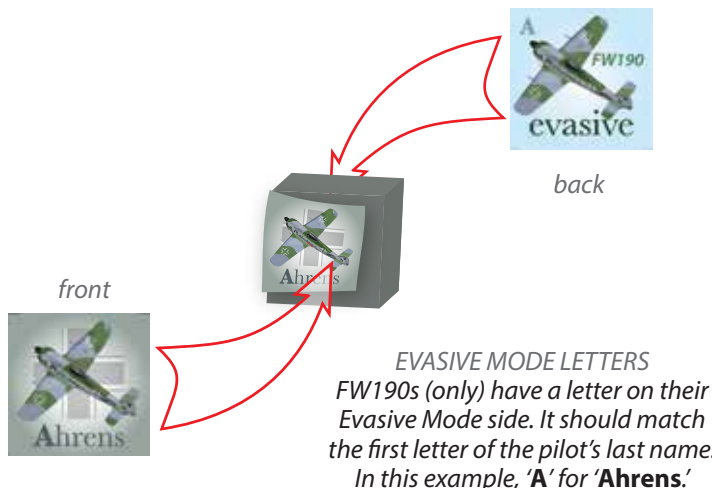 A
FW190
evasive
back
Ahrens
front
Ahrens
EVASIVE MODE LETTERS
FW190s (only) have a letter on their
Evasive Mode side. It should match
the first letter of the pilot’s last name.
In this example, ‘A’ for ‘Ahrens.’